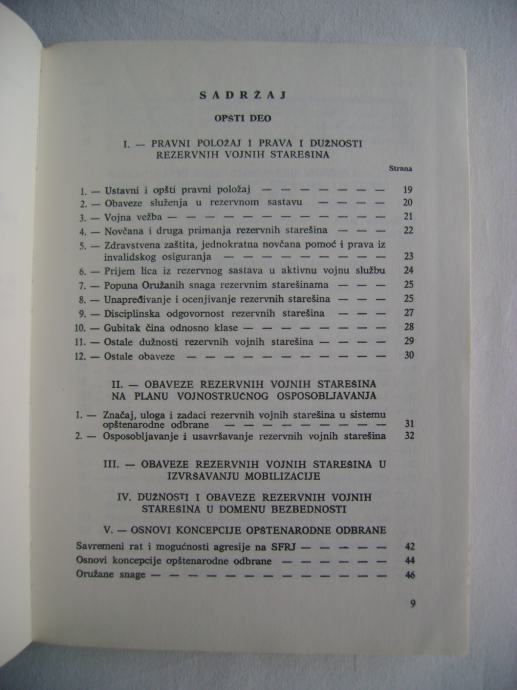 SADRŽAJ
OPŠTI DEO
I. — PRAVNI POLOŽAJ I PRAVA I DUŽNOSTI
REZERVNIH VOJNIH STAREŠINA
Strana
1. — Ustavni i opšti pravni položaj — — — — — — — 19
2. — Obaveze služenja u rezervnom sastavu — — — — — 20
3. — Vojna vežba — — — — — — — — — — — 21
4. — Novčana i druga primanja rezervnih starešina — — — 22
5. — Zdravstvena zaštita, jednokratna novčana pomoć i prava iz
invalidskog osiguranja — — — — — — — — 23
6. — Prijem lica iz rezervnog sastava u aktivnu vojnu službu 24
7. — Popuna Oružanih snaga rezervnim starešinama — — — 25
8. — Unapređivanje i ocenjivanje rezervnih starešina — — — 25
9. — Disciplinska odgovornost rezervnih starešina — — — 27
10. — Gubitak čina odnosno klase — — — — — — — 28
11. — Ostale dužnosti rezervnih vojnih starešina — — — — 29
12. — Ostale obaveze — — — — — — — — — — 30
II. — OBAVEZE REZERVNIH VOJNIH STAREŠINA
NA PLANU VOJNOSTRUČNOG OSPOSOBLJAVANJA
1. — Značaj, uloga i zadaci rezervnih vojnih starešina u sistemu
opštenarodne odbrane — — — — — — — — 31
2. — Osposobljavanje i usavršavanje rezervnih vojnih starešina 32
III. — OBAVEZE REZERVNIH VOJNIH STAREŠINA U
IZVRŠAVANJU MOBILIZACIJE
IV. DUŽNOSTI I OBAVEZE REZERVNIH VOJNIH
STAREŠINA U DOMENU BEZBEDNOSTI
V. — OSNOVI KONCEPCIJE OPŠTENARODNE ODBRANE
Savremeni rat i mogućnosti agresije na SFRJ — — — — — 42
Osnovi koncepcije opštenarodne odbrane — — — — — — 44
Oružane snage — — — — — — — — — — — 46
9